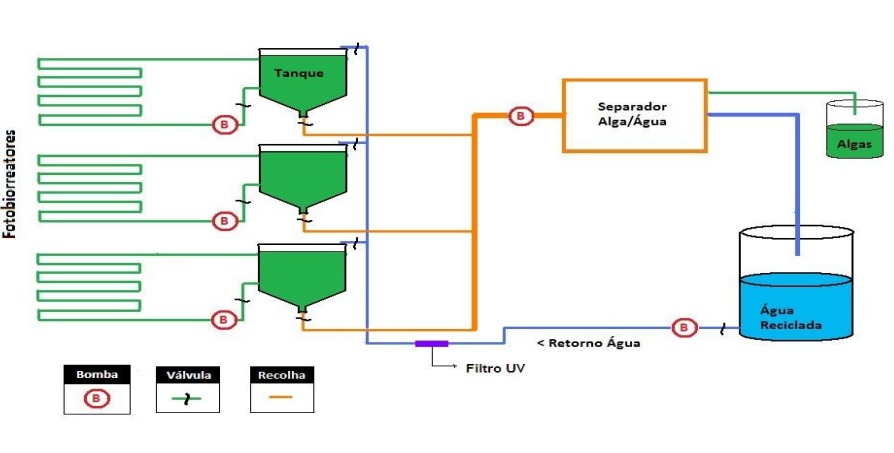 Fotobiorreatores
Tanque
B
B
B
B
Separador
Alga/Água
Algas
Água
Reciclada
B
< Retorno Água
Filtro UV
Bomba
B
Válvula
Recolha